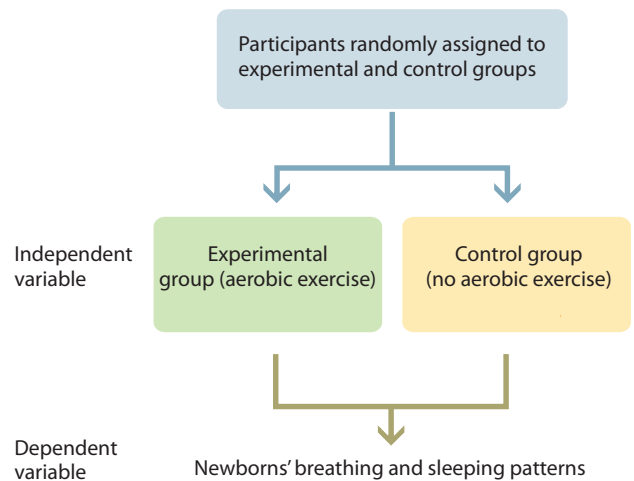 Participants randomly assigned to
experimental and control groups
Independent
variable
Experimental
group (aerobic exercise)
Control group
(no aerobic exercise)
Dependent
variable
Newborns' breathing and sleeping patterns